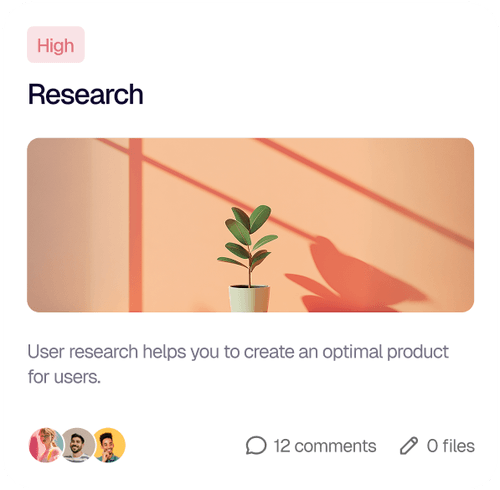 High
Research
User research helps you to create an optimal product
for users.
12 comments 0 files